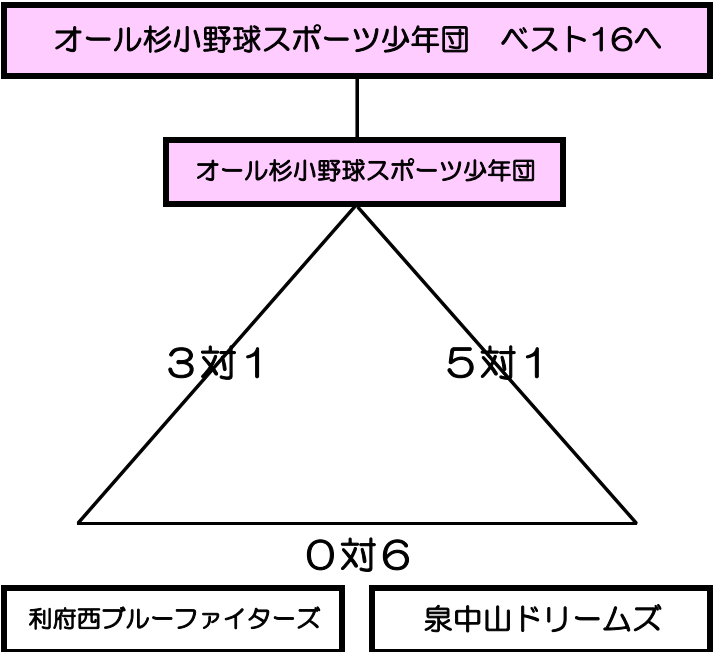 オール杉小野球スポーツ少年団　ベスト16へ
オール杉小野球スポーツ少年団
３対１
５対１
０対６
利府西ブルーファイターズ
泉中山ドリームズ